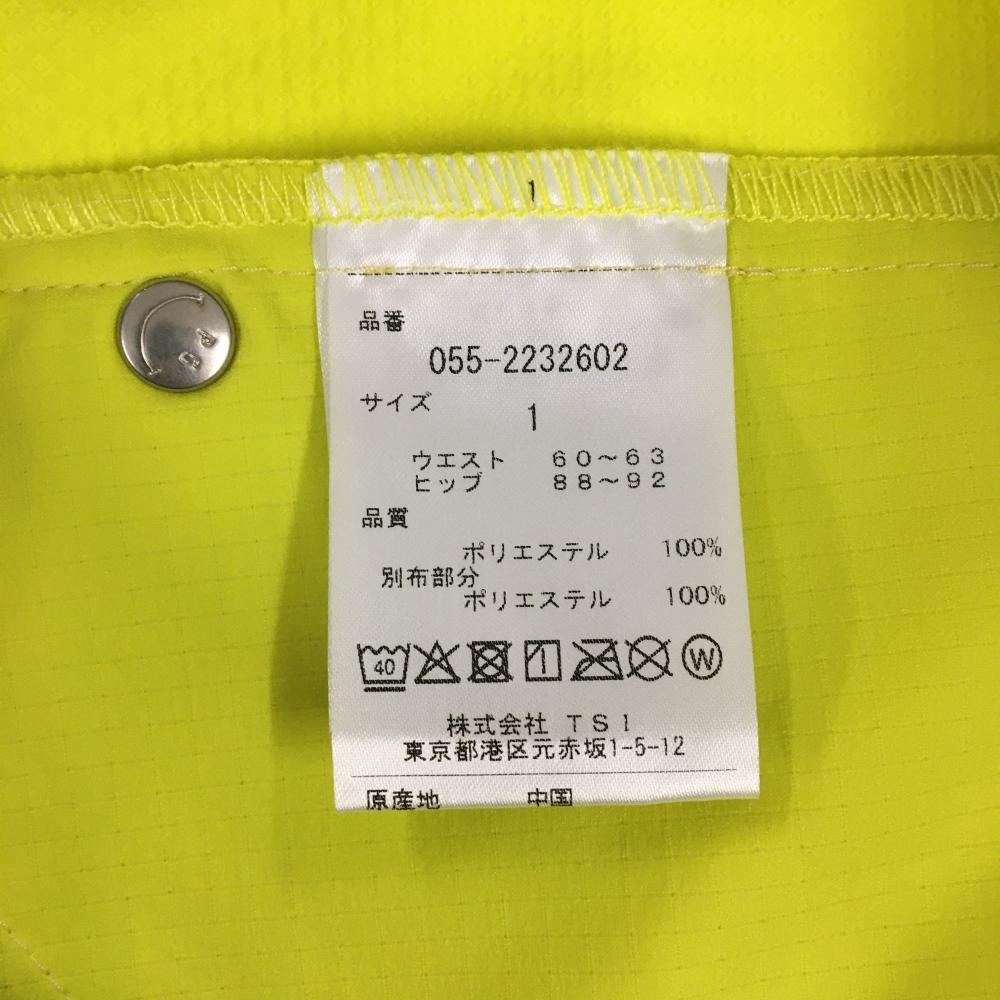 1
PG
品番
055-2232602
サイズ
1
ウエスト 60～63
ヒップ 88～92
品質
ポリエステル 100%
別布部分
ポリエステル 100%
40
W
株式会社 TSI
東京都港区元赤坂1-5-12
原産地 中国